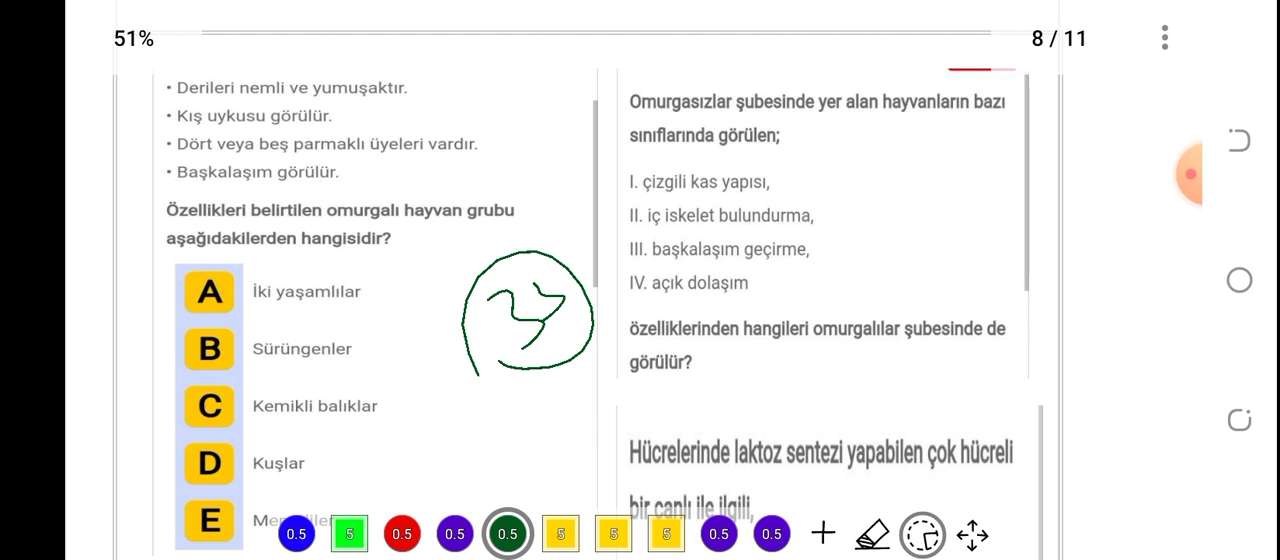 51%
8 / 11
• Derileri nemli ve yumuşaktır.
• Kış uykusu görülür.
• Dört veya beş parmaklı üyeleri vardır.
• Başkalaşım görülür.
Özellikleri belirtilen omurgalı hayvan grubu
aşağıdakilerden hangisidir?
A İki yaşamlılar
B Sürüngenler
C Kemikli balıklar
D Kuşlar
E
Omurgasızlar şubesinde yer alan hayvanların bazı
sınıflarında görülen;
I. çizgili kas yapısı,
II. iç iskelet bulundurma,
III. başkalaşım geçirme,
IV. açık dolaşım
özelliklerinden hangileri omurgalılar şubesinde de
görülür?
Hücrelerinde laktoz sentezi yapabilen çok hücreli
bir canlı ile ilgili,
0.5 5 0.5 0.5 0.5 5 5 5 0.5 0.5